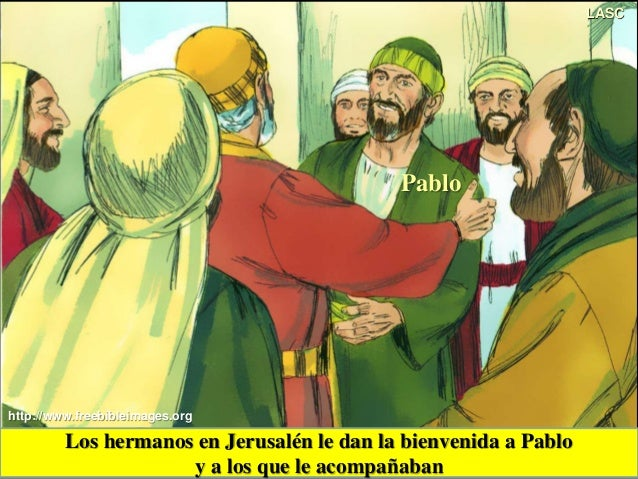 LASC
Pablo
http://www.freebibleimages.org
Los hermanos en Jerusalén le dan la bienvenida a Pablo
y a los que le acompañaban